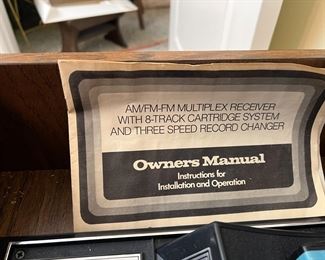 AM/FM-FM MULTIPLEX RECEIVER
WITH 8-TRACK CARTRIDGE SYSTEM
AND THREE SPEED RECORD CHANGER
Owners Manual
Instructions for
Installation and Operation